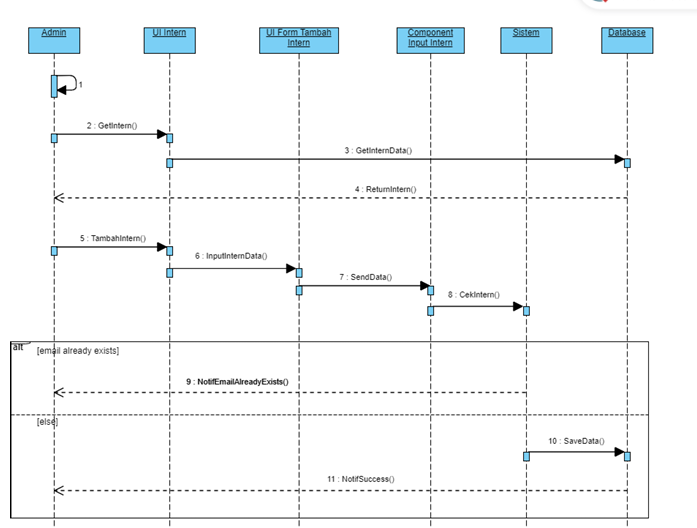 Admin
UI Intern
UI Form Tambah
Intern
Component
Input Intern
Sistem
Database
1
2 : GetIntern()
3 : GetInternData()
4 : ReturnIntern()
5 : TambahIntern()
6 : InputInternData()
7 : SendData()
8 : CekIntern()
alt
[email already exists]
9 : NotifEmailAlreadyExists()
[else]
10 : SaveData()
11 : NotifSuccess()